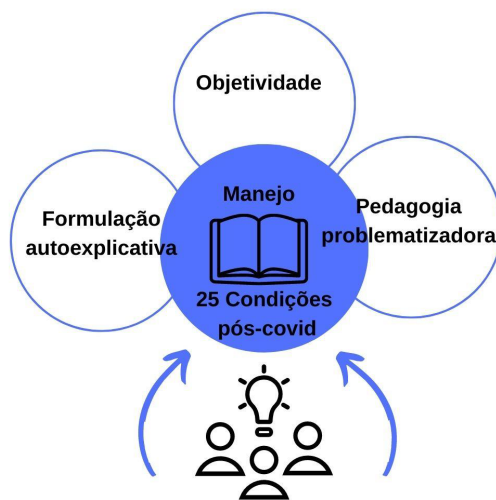 Objetividade
Formulação
autoexplicativa
Manejo
25 Condições
pós-covid
Pedagogia
problematizadora